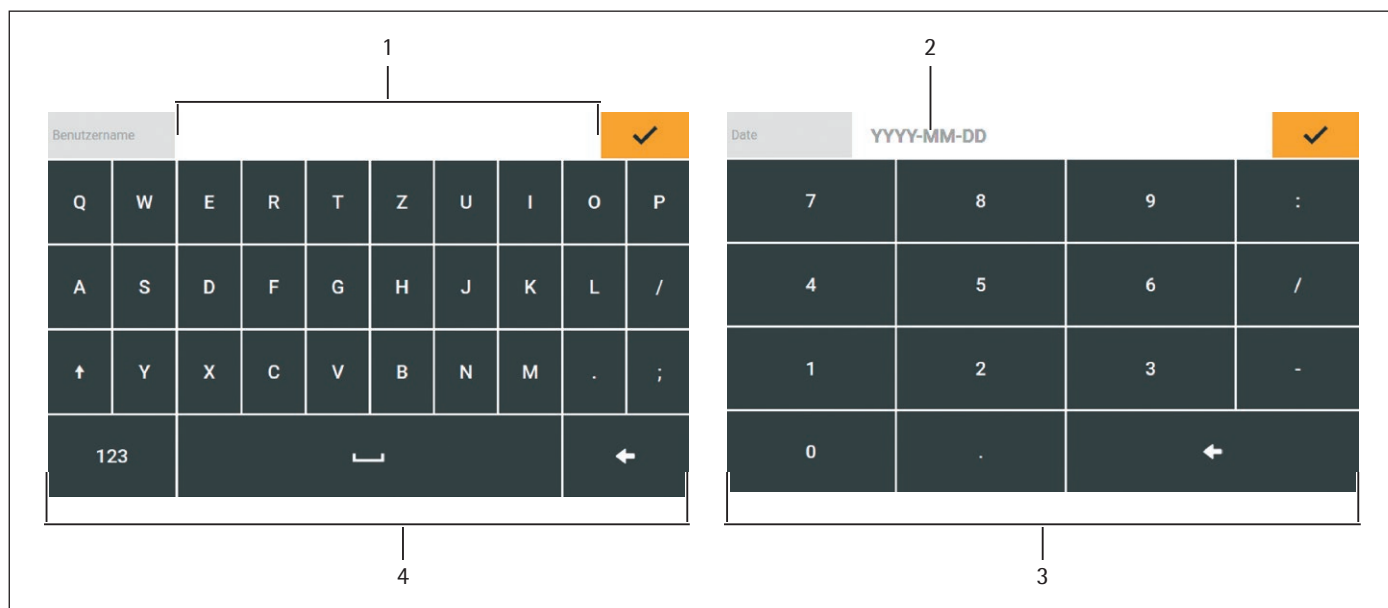 1
2
Benutzername
Date YYYY-MM-DD
Q W E R T Z U I O P
7 8 9 :
A S D F G H J K L /
4 5 6 /
Y X C V B N M . ;
1 2 3 -
123
0 .
4
3